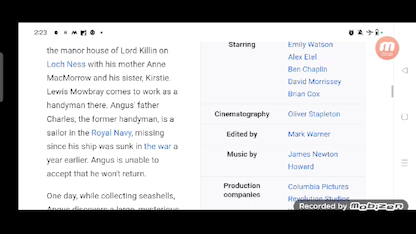 2:23
the manor house of Lord Killin on
Loch Ness with his mother Anne
MacMorrow and his sister, Kirstie.
Lewis Mowbray comes to work as a
handyman there. Angus' father
Charles, the former handyman, is a
sailor in the Royal Navy, missing
since his ship was sunk in the war a
year earlier. Angus is unable to
accept that he won't return.
One day, while collecting seashells,
Angus discovers a large, mysterious
Starring
Emily Watson
Alex Etel
Ben Chaplin
David Morrissey
Brian Cox
Cinematography
Oliver Stapleton
Edited by
Mark Warner
Music by
James Newton
Howard
Production
companies
Columbia Pictures
Revolution Studios
Recorded by Mobizen